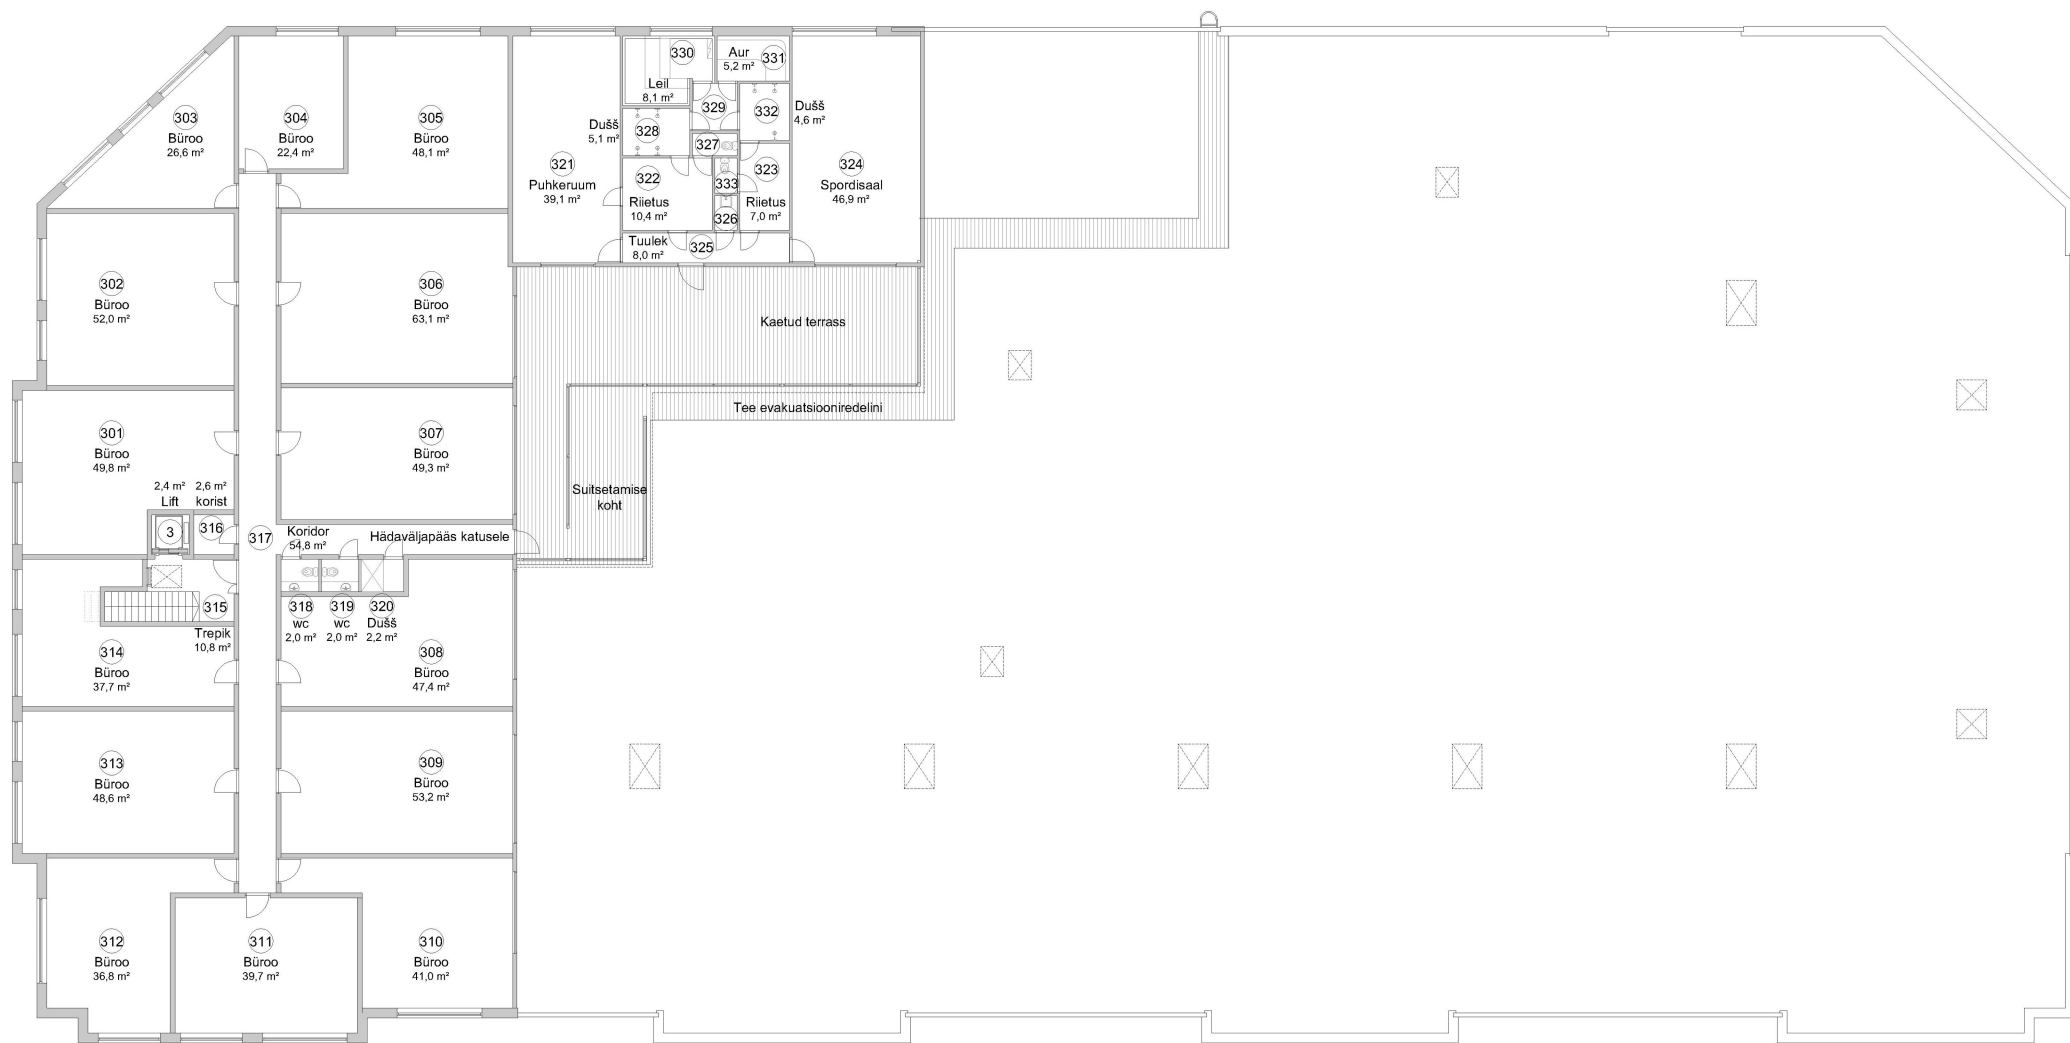 330
Leil
8,1 m²
Aur
5,2 m²
331
303
Büroo
26,6 m²
304
Büroo
22,4 m²
305
Büroo
48,1 m²
329
332
Dušš
4,6 m²
Dušš
5,1 m²
328
327
321
Puhkeruum
39,1 m²
322
Riietus
10,4 m²
333
326
323
Riietus
7,0 m²
324
Spordisaal
46,9 m²
Tuulek
8,0 m²
325
302
Büroo
52,0 m²
306
Büroo
63,1 m²
Kaetud terrass
Tee evakuatsiooniredelini
301
Büroo
49,8 m²
307
Büroo
49,3 m²
2,4 m²
Lift
3
2,6 m²
korist
316
317
Koridor
54,8 m²
Hädaväljapääs katusele
Suitsetamise
koht
315
Trepik
10,8 m²
318
wc
2,0 m²
319
wc
2,0 m²
320
Dušš
2,2 m²
314
Büroo
37,7 m²
308
Büroo
47,4 m²
313
Büroo
48,6 m²
309
Büroo
53,2 m²
312
Büroo
36,8 m²
311
Büroo
39,7 m²
310
Büroo
41,0 m²